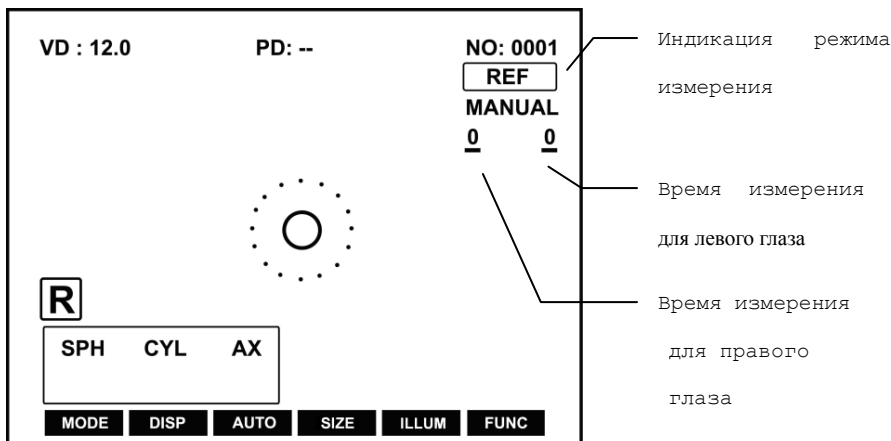 VD : 12.0 PD: -- NO: 0001
REF
MANUAL
0 0
R
SPH CYL AX
MODE DISP AUTO SIZE ILLUM FUNC
Индикация режима
измерения
Время измерения
для левого глаза
Время измерения
для правого
глаза